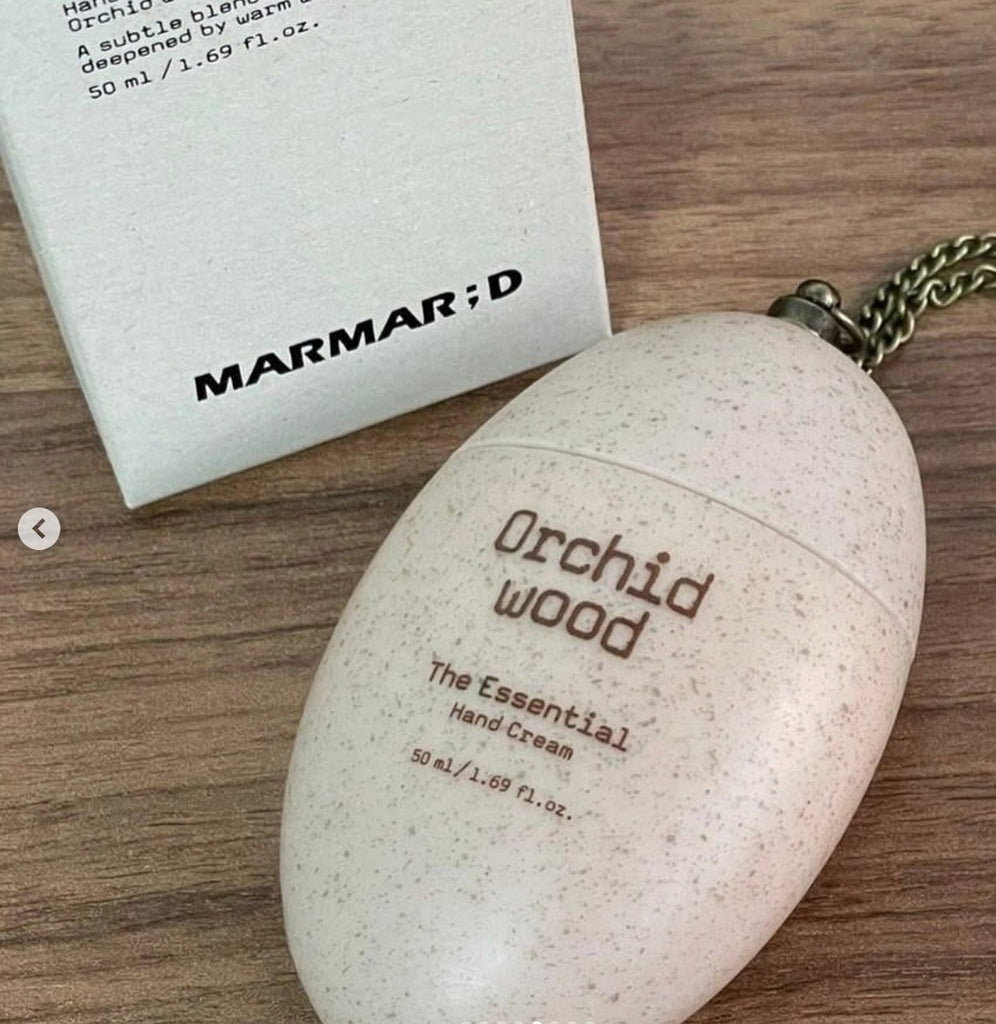 Orchid
A subtle blend
deepened by warm
50 ml / 1.69 fl.oz.
MARMAR;D
Orchid
wood
The Essential
Hand Cream
50 ml/1.69 fl.oz.